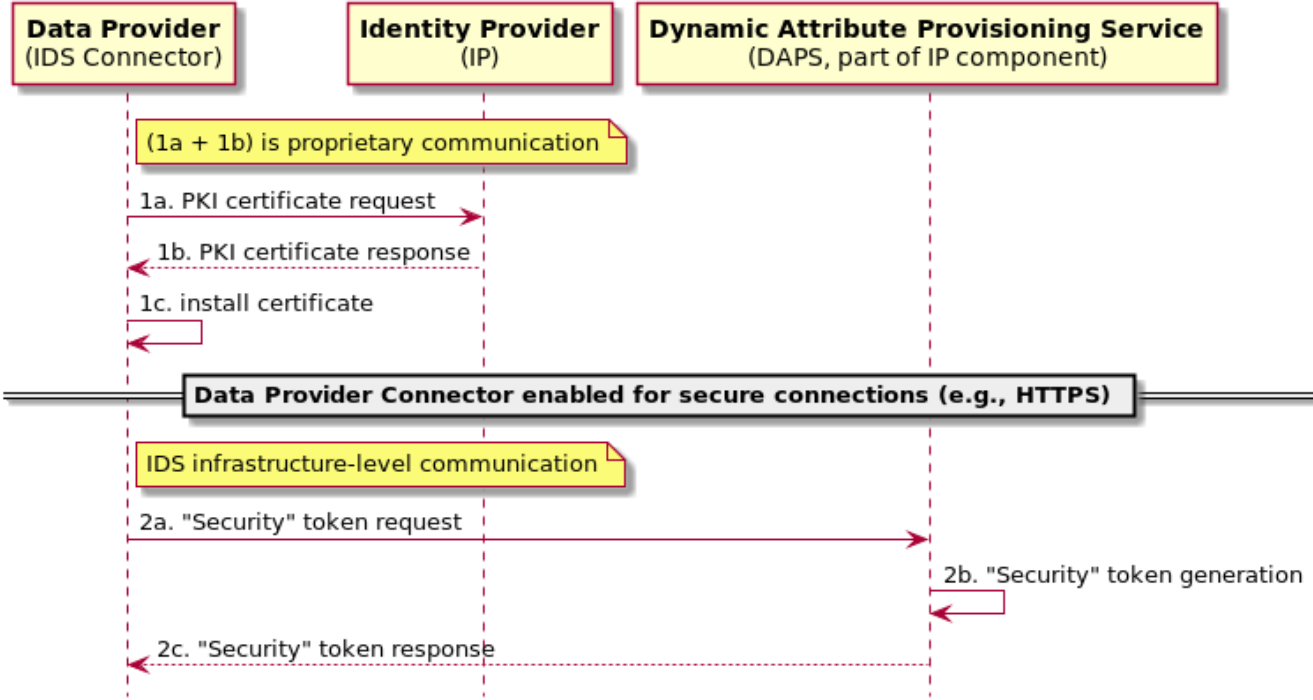 Data Provider
(IDS Connector)
Identity Provider
(IP)
Dynamic Attribute Provisioning Service
(DAPS, part of IP component)
(1a + 1b) is proprietary communication
1a. PKI certificate request
1b. PKI certificate response
1c. install certificate
Data Provider Connector enabled for secure connections (e.g., HTTPS)
IDS infrastructure-level communication
2a. "Security" token request
2b. "Security" token generation
2c. "Security" token response